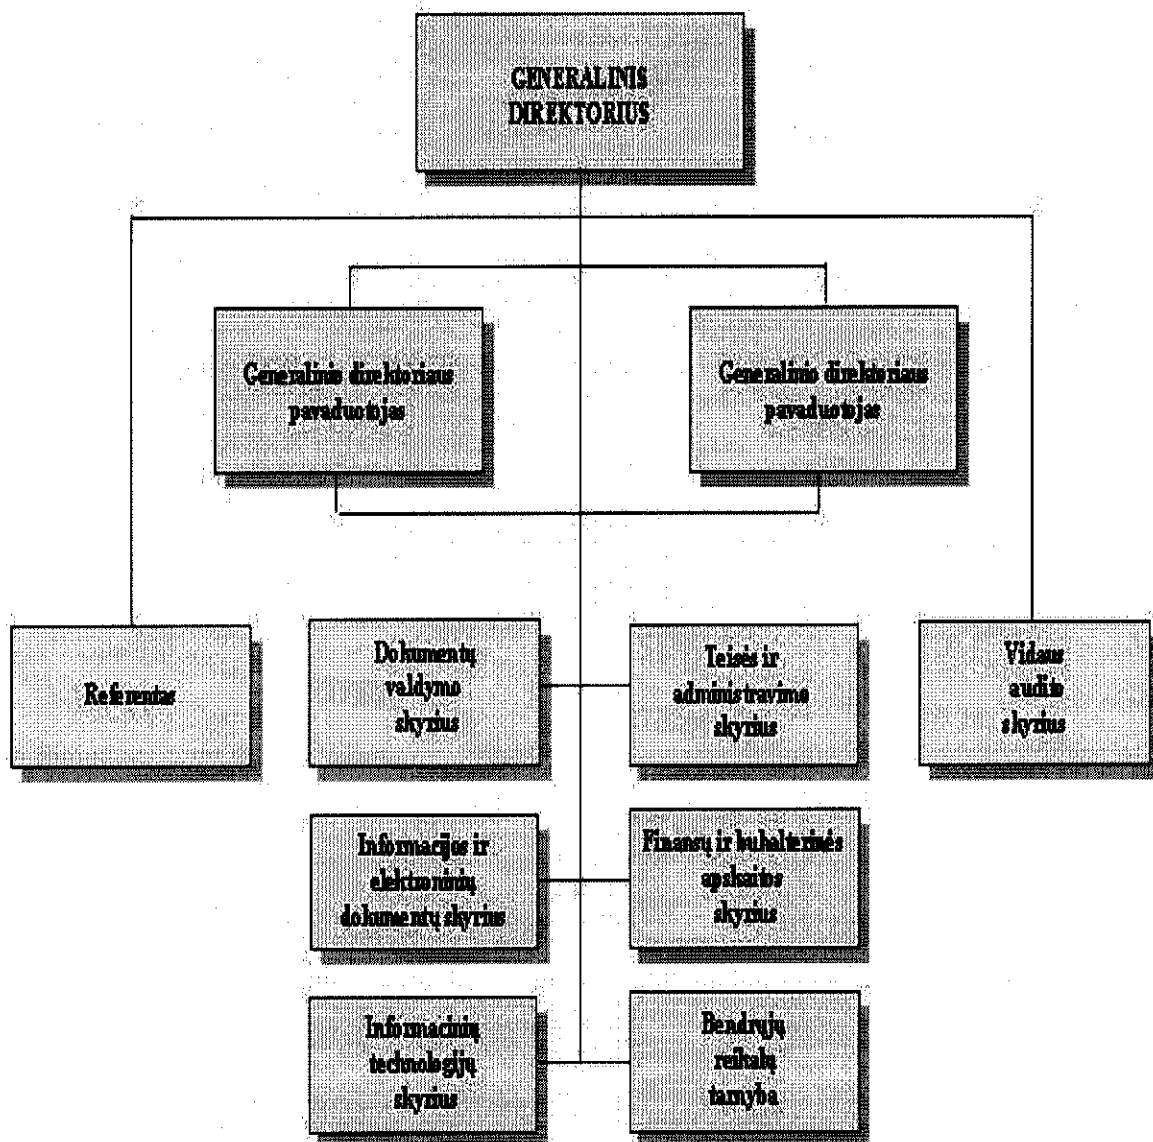 GENERALINIS
DIREKTORIUS
Generalinio direktoriaus
pavaduotojas
Generalinio direktoriaus
pavaduotojas
Referentas
Dokumentų
valdymo
skyrius
Teisės ir
administravimo
skyrius
Vidaus
audito
skyrius
Informacijos ir
elektroninių
dokumentų skyrius
Finansų ir buhalterinės
apskaitos
skyrius
Informacinių
technologijų
skyrius
Bendrųjų
reikalų
tarnyba